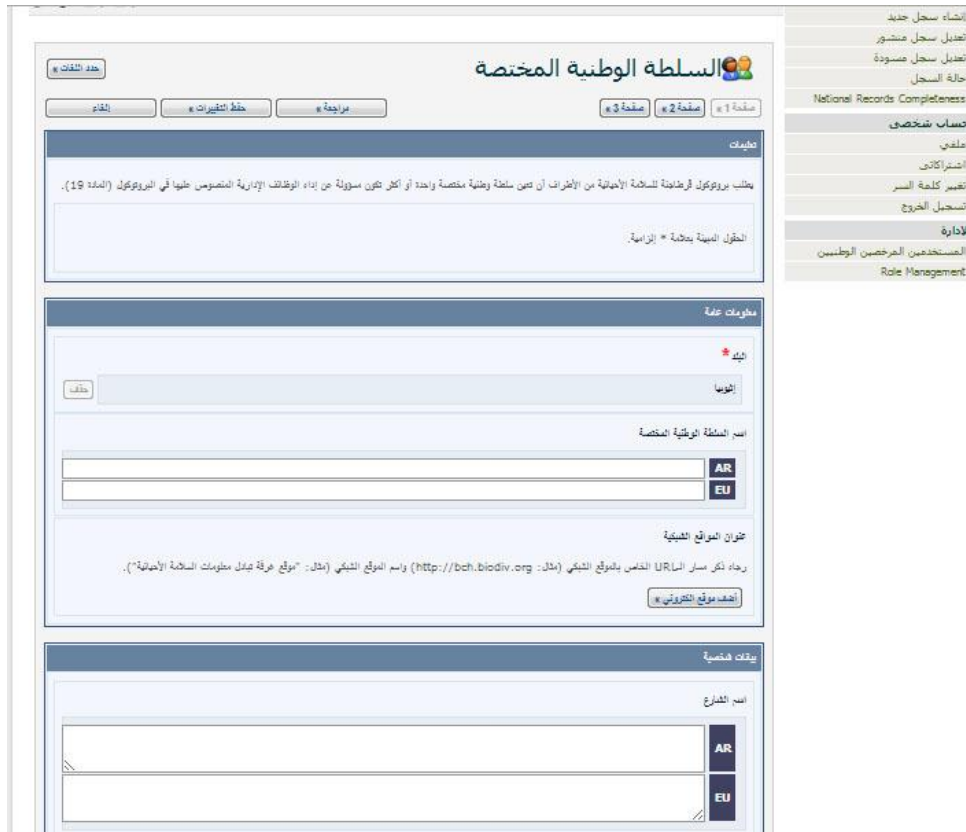 السلطة الوطنية المختصة
حدد اللغات »
صفحة 1 »
صفحة 2 »
صفحة 3 »
مراجعة »
حفظ التغييرات »
إلغاء
تعليمات
يطلب بروتوكول قرطاجنة للسلامة الأحيائية من الأطراف أن تعين سلطة وطنية مختصة واحدة أو أكثر تكون مسؤولة عن إداء الوظائف الإدارية المنصوص عليها في البروتوكول (المادة 19).
الحقول المبينة بعلامة * إلزامية.
معلومات عامة
البلد *
إثيوبيا
حذف
اسم السلطة الوطنية المختصة
AR
EU
عنوان المواقع الشبكية
رجاء ذكر مسار الـURL الخاص بالموقع الشبكي (مثال: http://bch.biodiv.org) واسم الموقع الشبكي (مثال: "موقع غرفة تبادل معلومات السلامة الأحيائية").
أضف موقع الكتروني »
بيانات شخصية
اسم الشارع
AR
EU
إنشاء سجل جديد
تعديل سجل منشور
تعديل سجل مسودة
حالة السجل
National Records Completeness
حساب شخصي
ملفي
اشتراكاتي
تغيير كلمة السر
تسجيل الخروج
لإدارة
المستخدمين المرخصين الوطنيين
Role Management